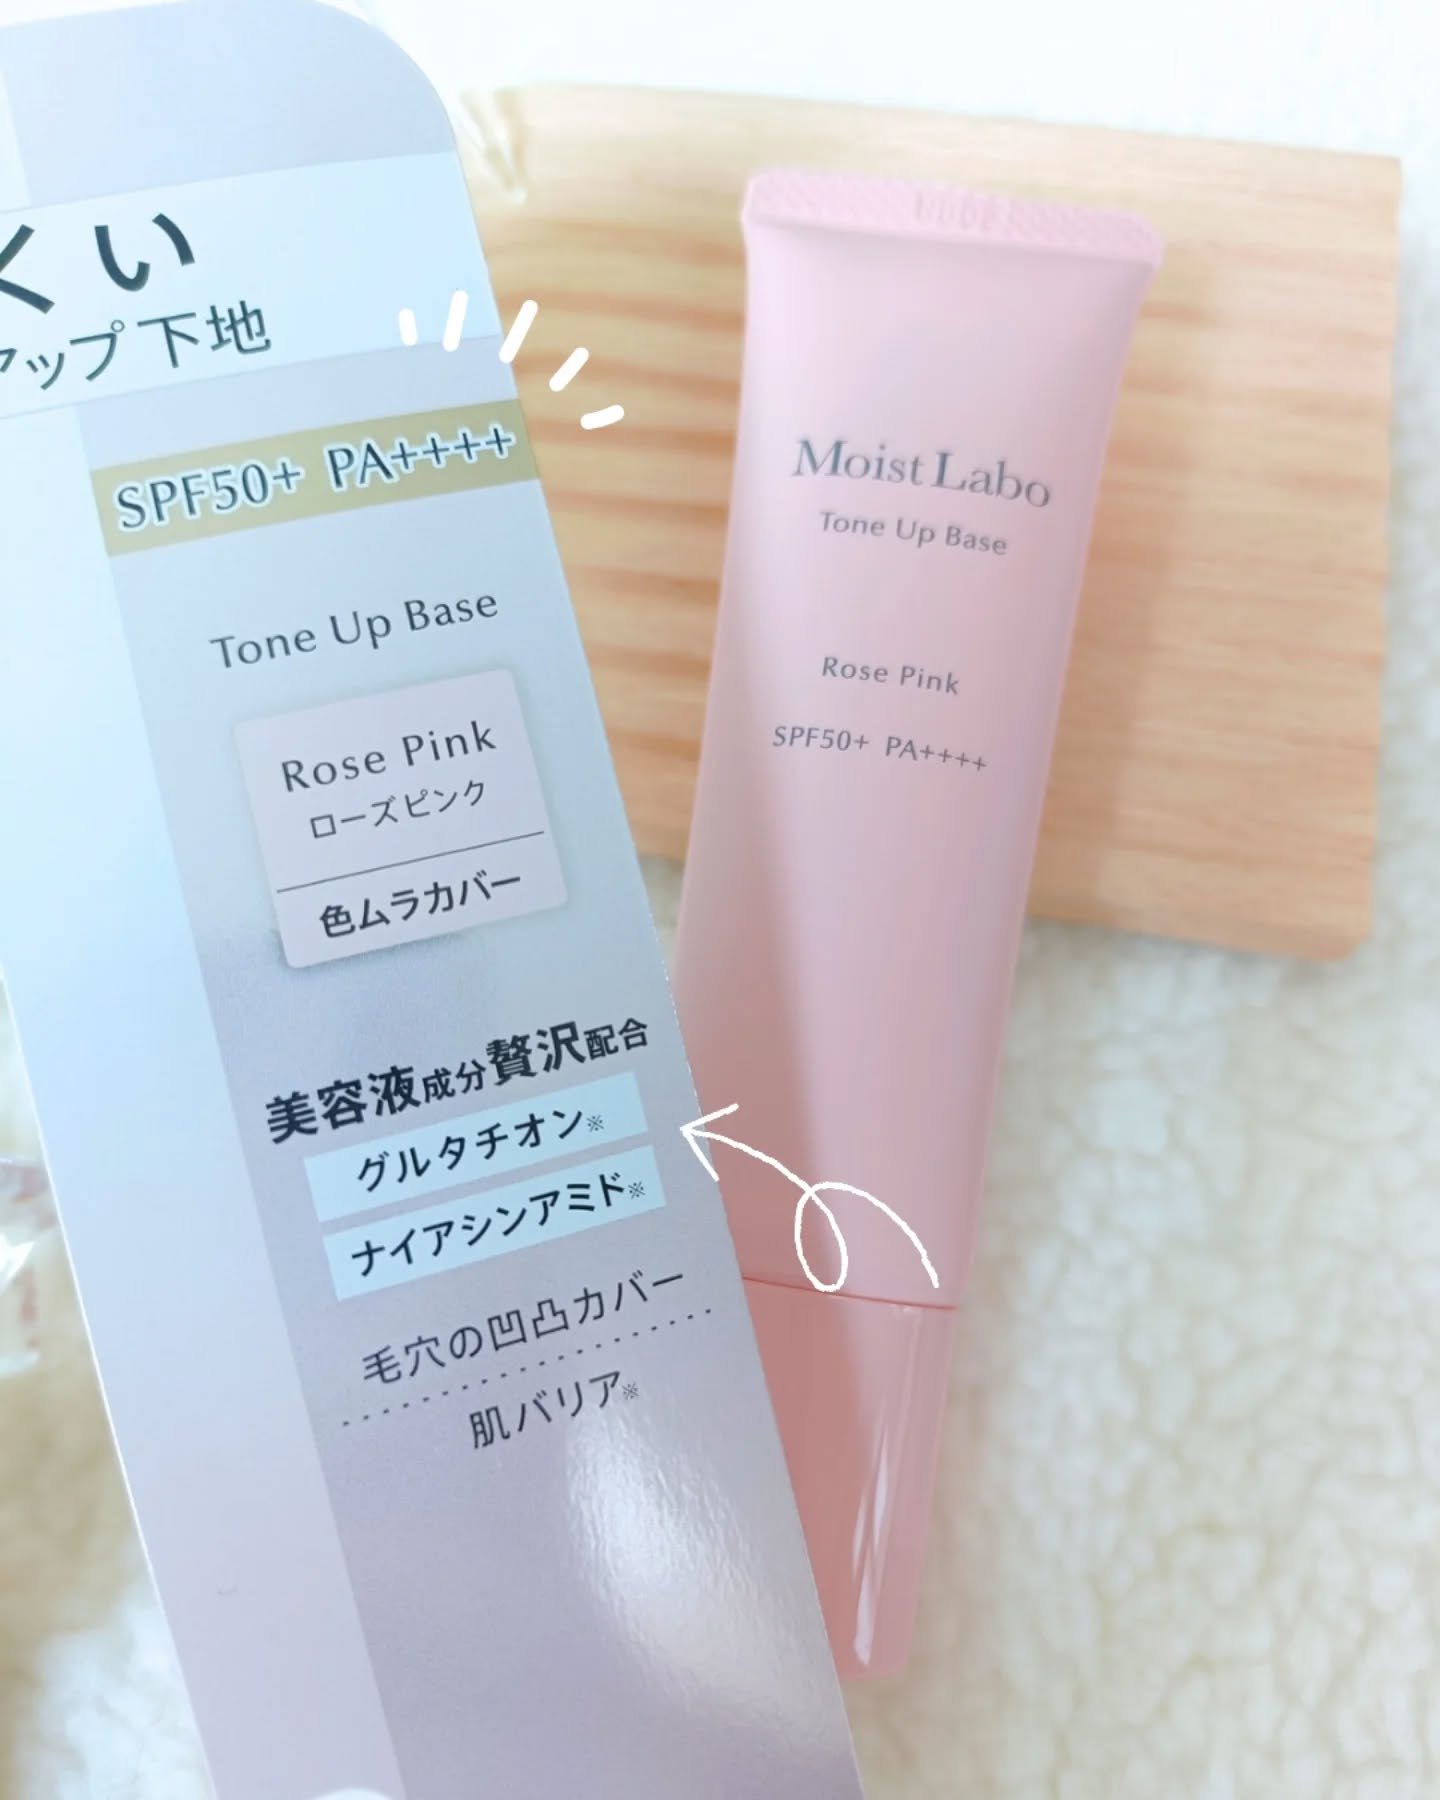 くい
アップ下地
SPF50+ PA++++
Tone Up Base
Rose Pink
ローズピンク
色ムラカバー
美容液成分贅沢配合
グルタチオン※
ナイアシンアミド※
毛穴の凹凸カバー
肌バリア※
Moist Labo
Tone Up Base
Rose Pink
SPF50+ PA++++